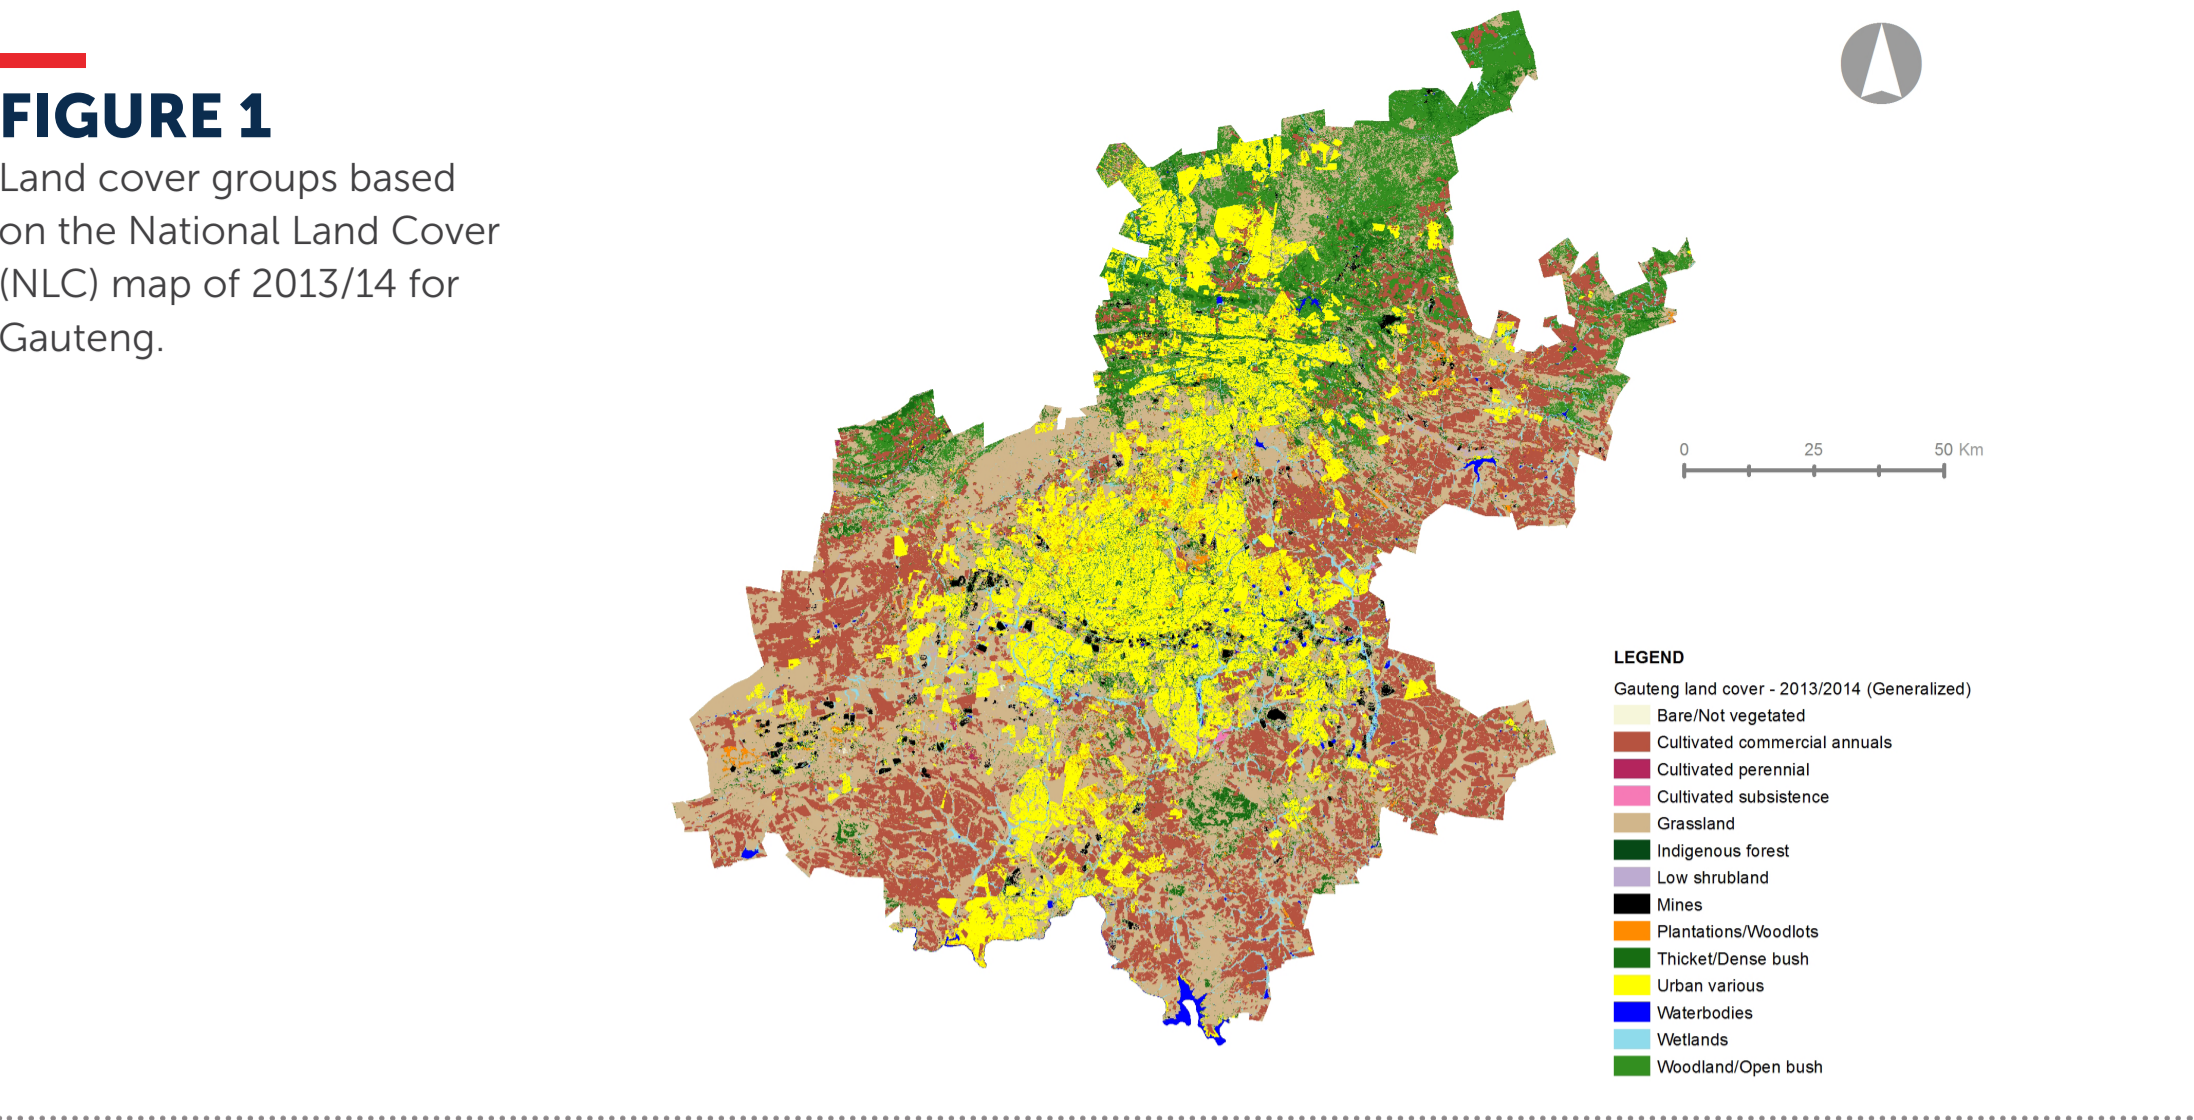 FIGURE 1
Land cover groups based
on the National Land Cover
(NLC) map of 2013/14 for
Gauteng.
0 25 50 Km
LEGEND
Gauteng land cover - 2013/2014 (Generalized)
Bare/Not vegetated
Cultivated commercial annuals
Cultivated perennial
Cultivated subsistence
Grassland
Indigenous forest
Low shrubland
Mines
Plantations/Woodlots
Thicket/Dense bush
Urban various
Waterbodies
Wetlands
Woodland/Open bush